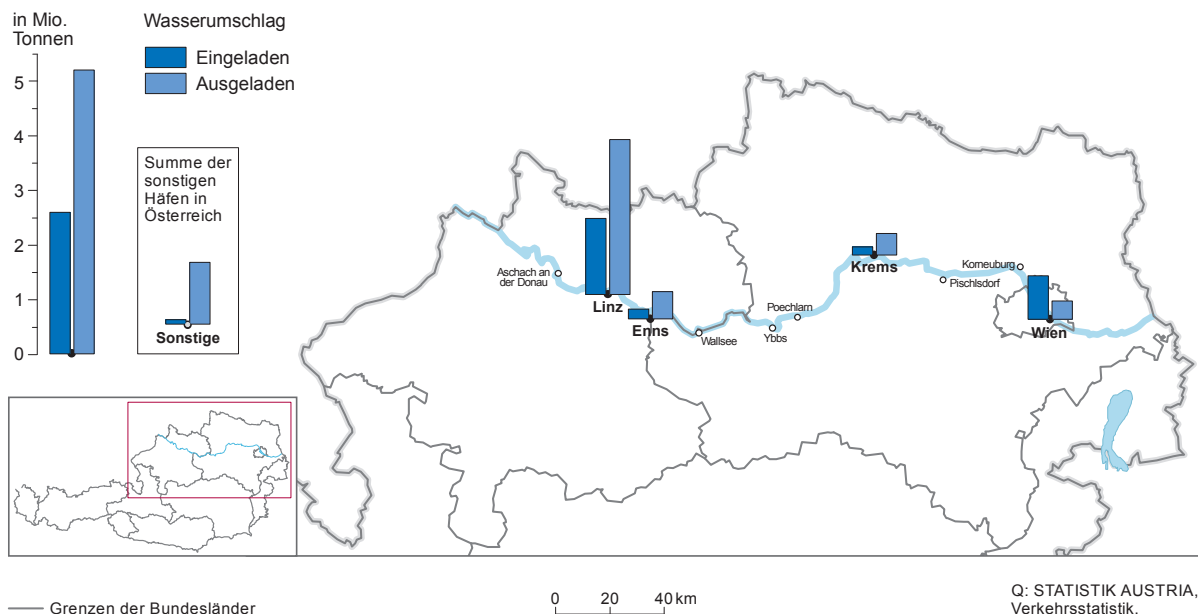 in Mio.
Tonnen
5
4
3
2
1
0
Wasserumschlag
Eingeladen
Ausgeladen
Summe der
sonstigen
Häfen in
Österreich
Sonstige
Aschach an
der Donau
Linz
Enns
Wallsee
Ybbs
Poechlarn
Krems
Pischlsdorf
Korneuburg
Wien
Grenzen der Bundesländer
0 20 40 km
Q: STATISTIK AUSTRIA,
Verkehrsstatistik.